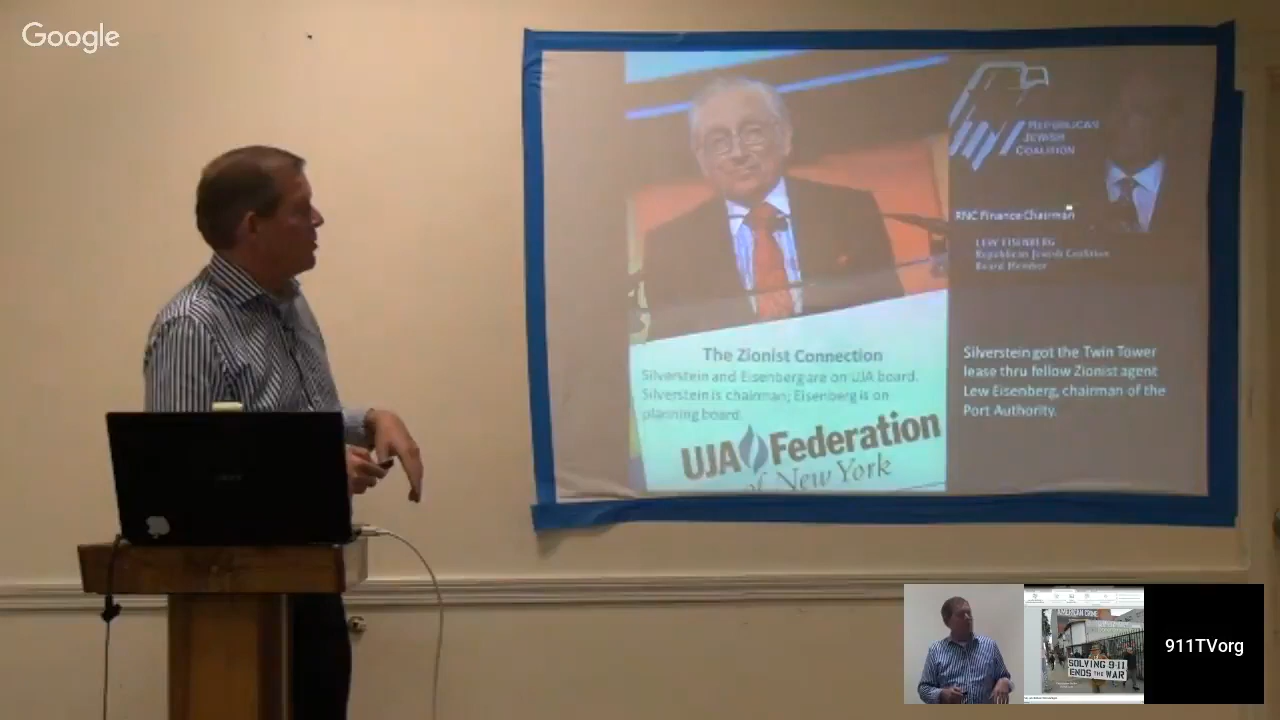 Google
REPUBLICAN
JEWISH
COALITION
RNC Finance Chairman
LEW EISENBERG
Republican Jewish Coalition
Board Member
The Zionist Connection
Silverstein and Eisenberg are on UJA board.
Silverstein is chairman; Eisenberg is on
planning board.
UJA Federation
of New York
Silverstein got the Twin Tower
lease thru fellow Zionist agent
Lew Eisenberg, chairman of the
Port Authority.
AMERICAN CRIME
SOLVING 9-11
ENDS THE WAR
911TVorg